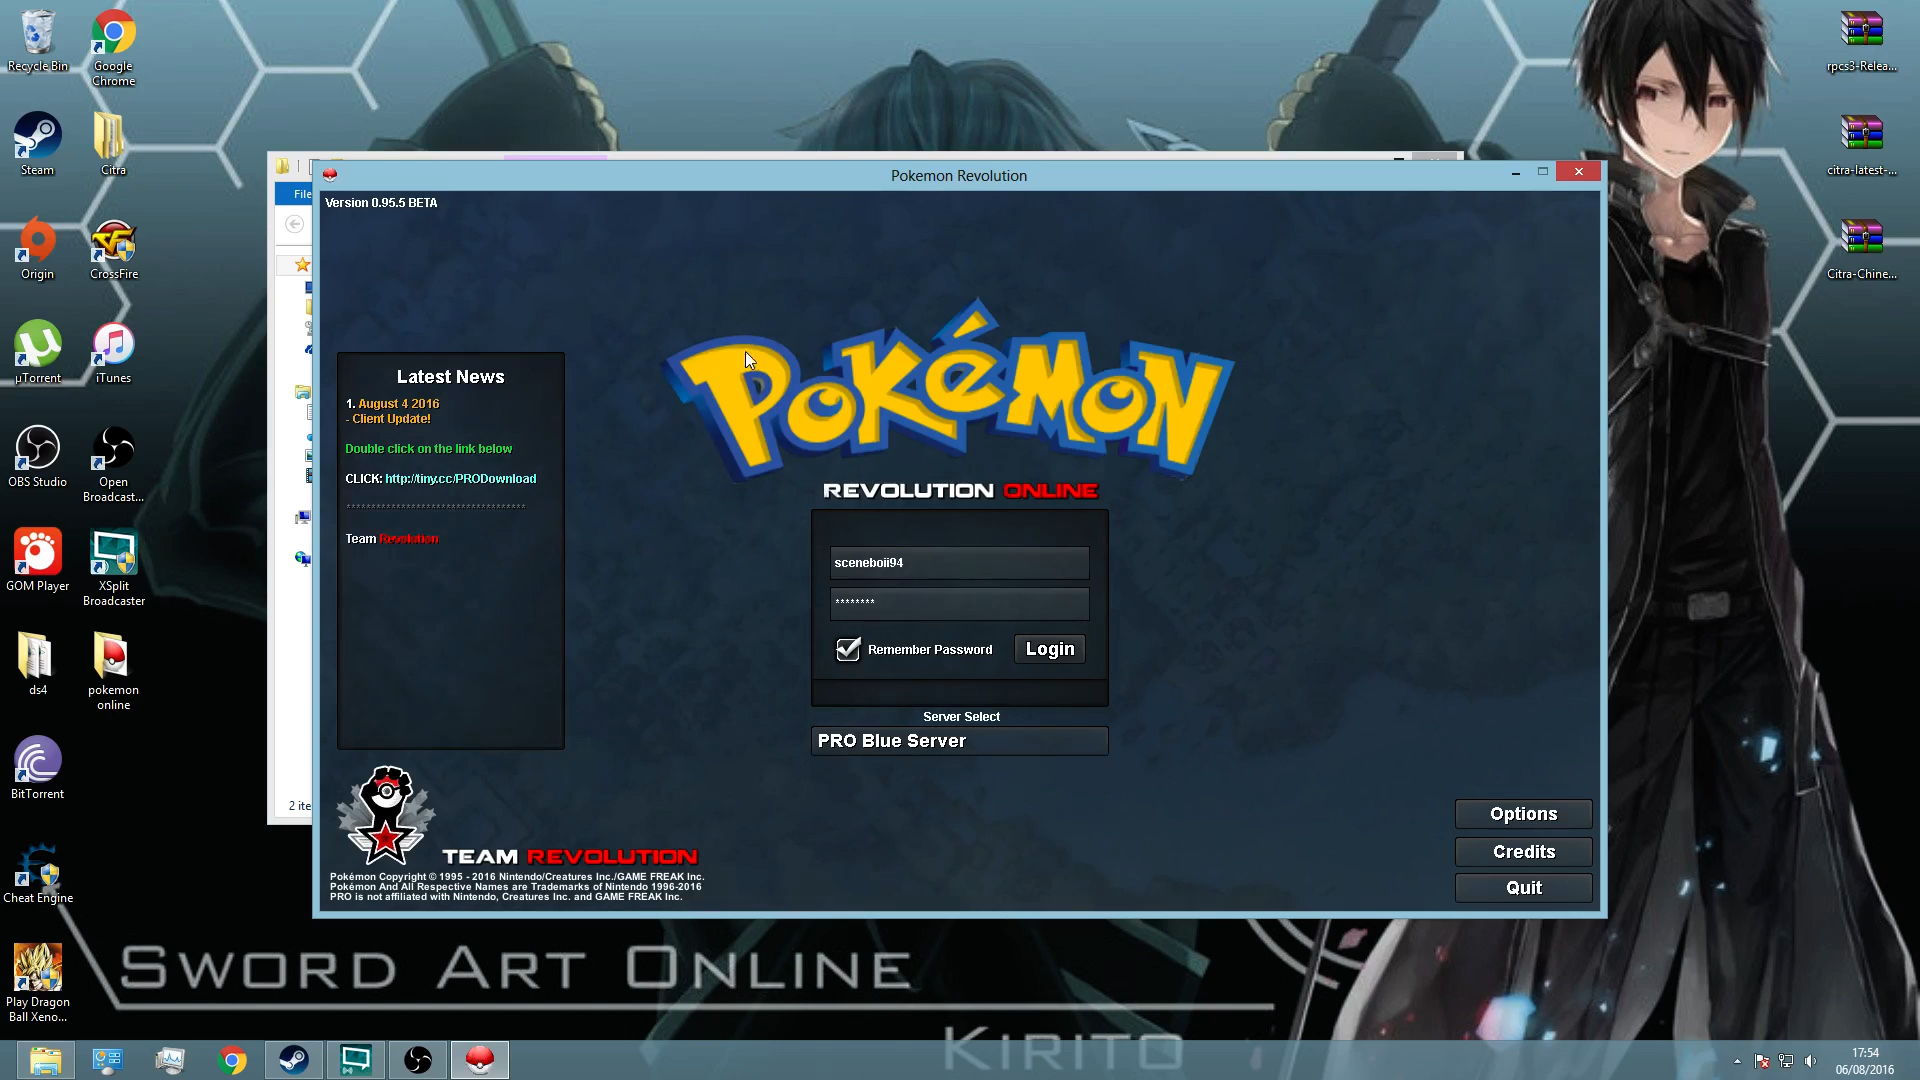 Recycle Bin
Google
Chrome
Steam
Citra
Origin
CrossFire
µTorrent
iTunes
OBS Studio
Open
Broadcast...
GOM Player
XSplit
Broadcaster
ds4
pokemon
online
BitTorrent
Cheat Engine
Play Dragon
Ball Xeno...
rpcs3-Relea...
citra-latest-...
Citra-Chine...
File
2 ite
Pokemon Revolution
Version 0.95.5 BETA
Latest News
1. August 4 2016
- Client Update!
Double click on the link below
CLICK: http://tiny.cc/PRODownload
************************************
Team Revolution
POKéMON
REVOLUTION ONLINE
sceneboii94
********
Remember Password
Login
Server Select
PRO Blue Server
TEAM REVOLUTION
Pokémon Copyright © 1995 - 2016 Nintendo/Creatures Inc./GAME FREAK Inc.
Pokémon And All Respective Names are Trademarks of Nintendo 1996-2016
PRO is not affiliated with Nintendo, Creatures Inc. and GAME FREAK Inc.
Options
Credits
Quit
SWORD ART ONLINE
KIRITO
17:54
06/08/2016